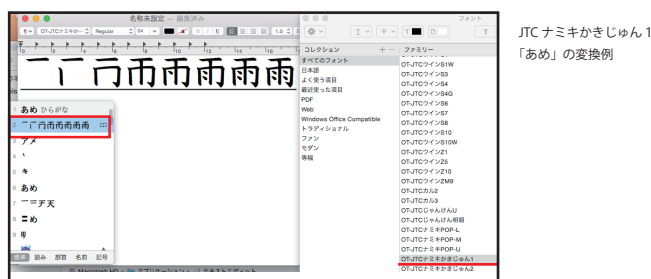 名称未設定 — 編集済み
OT-JTCナミキか… Regular 64 B I U 1.0
0 2 4 6 8 10 12 14 16 18
一厂冂币雨雨雨雨
1 あめ ひらがな
2
3 アメ
4 丶
5 キ
6 あめ
7 一二テ天
8 二め
9
標準 読み 部首 名前 記号
Macintosh HD アプリケーション テキストエディット
フォント
T T T T
コレクション + − ファミリー
すべてのフォント
日本語
よく使う項目
最近使った項目
PDF
Web
Windows Office Compatible
トラディショナル
ファン
モダン
等幅
OT-JTCウインS1W
OT-JTCウインS3
OT-JTCウインS4
OT-JTCウインS4G
OT-JTCウインS6
OT-JTCウインS7
OT-JTCウインS8
OT-JTCウインS10
OT-JTCウインS10W
OT-JTCウインZ1
OT-JTCウインZ5
OT-JTCウインZ10
OT-JTCウインZM9
OT-JTCカル2
OT-JTCカル3
OT-JTCじゃんけんU
OT-JTCじゃんけん明朝
OT-JTCナミキPOP-L
OT-JTCナミキPOP-M
OT-JTCナミキPOP-U
OT-JTCナミキかきじゅん1
OT-JTCナミキかきじゅん2
JTC ナミキかきじゅん 1
「あめ」の変換例